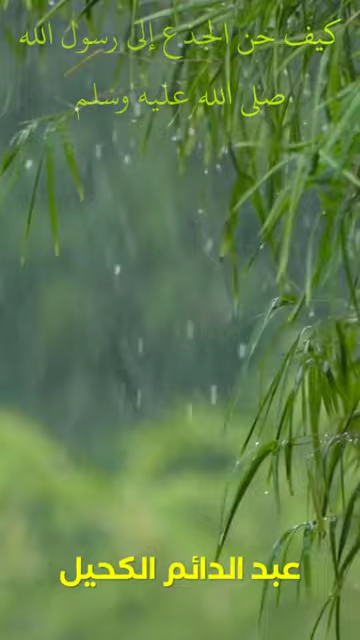 كيف حن الجذع إلى رسول الله
صلى الله عليه وسلم
عبد الدائم الكحيل